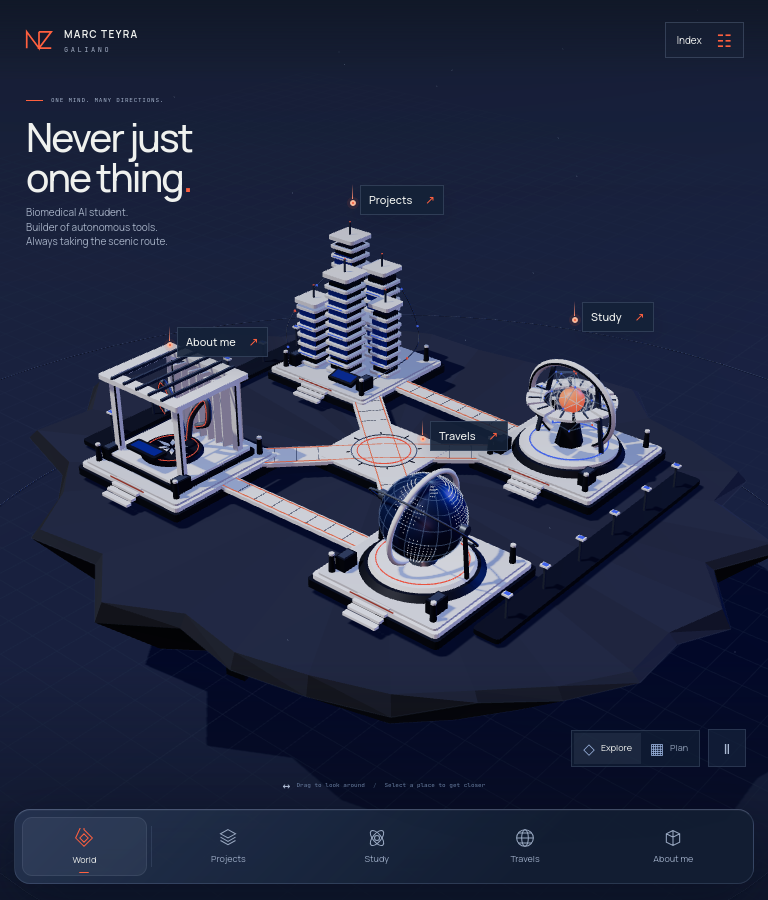 MARC TEYRA
GALIANO
Index
ONE MIND, MANY DIRECTIONS.
Never just
one thing.
Biomedical AI student.
Builder of autonomous tools.
Always taking the scenic route.
Projects ↗
Study ↗
About me ↗
Travels ↗
Explore
Plan
Drag to look around / Select a place to get closer
World
Projects
Study
Travels
About me